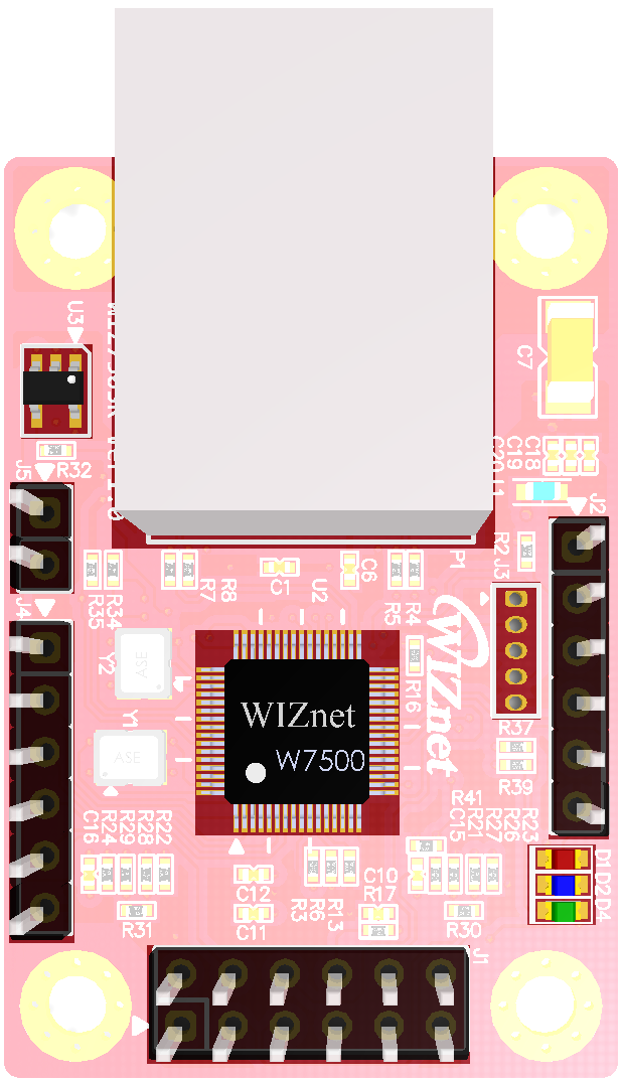 U3
C7
C20
C19
C18
L1
J5
R32
J2
R2
J3
P1
J4
R35
R34
R7
R8
C1
U2
C6
R5
R4
WIZnet
Y2
ASE
R16
WIZnet
W7500
Y1
ASE
R37
R39
R41
C16
R24
R29
R28
R22
C15
R21
R27
R26
R23
D1
D2
D4
C12
C11
R3
R6
R13
C10
R17
R31
R30
J1